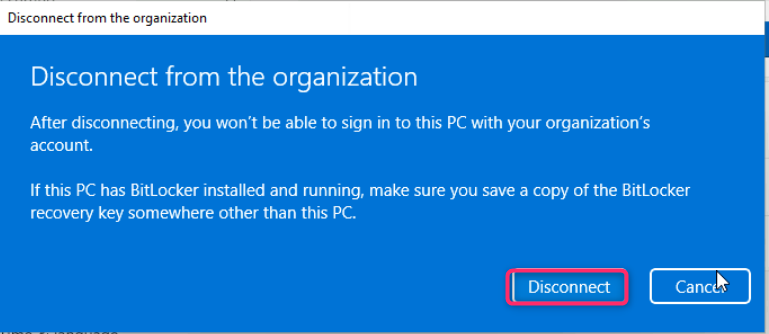 Disconnect from the organization
Disconnect from the organization
After disconnecting, you won't be able to sign in to this PC with your organization's
account.
If this PC has BitLocker installed and running, make sure you save a copy of the BitLocker
recovery key somewhere other than this PC.
Disconnect
Cancel